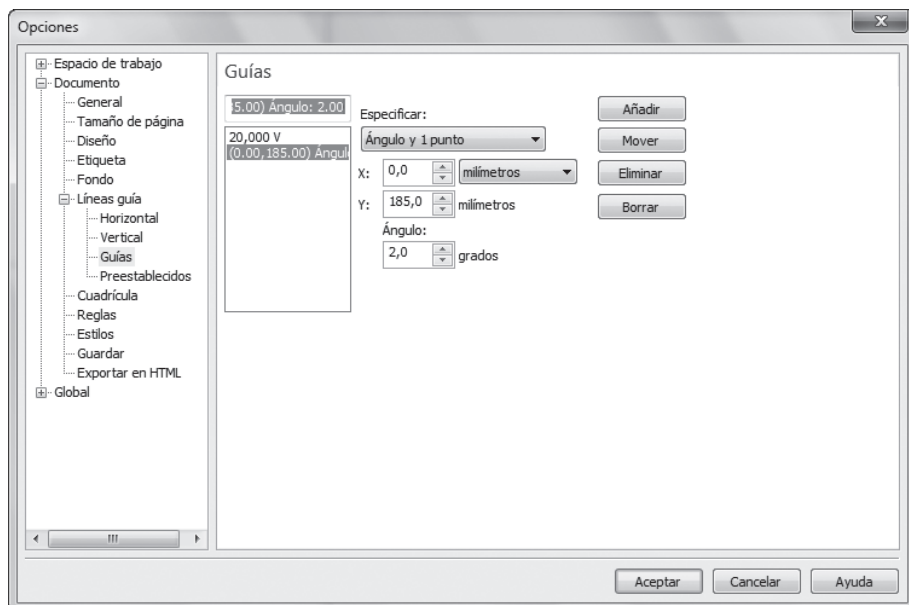 Opciones
Espacio de trabajo
Documento
General
Tamaño de página
Diseño
Etiqueta
Fondo
Líneas guía
Horizontal
Vertical
Guías
Preestablecidos
Cuadrícula
Reglas
Estilos
Guardar
Exportar en HTML
Global
Guías
5.00) Ángulo: 2.00
20,000 V
(0.00,185.00) Ángul
Especificar:
Ángulo y 1 punto
X: 0,0 milímetros
Y: 185,0 milímetros
Ángulo:
2,0 grados
Añadir
Mover
Eliminar
Borrar
Aceptar
Cancelar
Ayuda